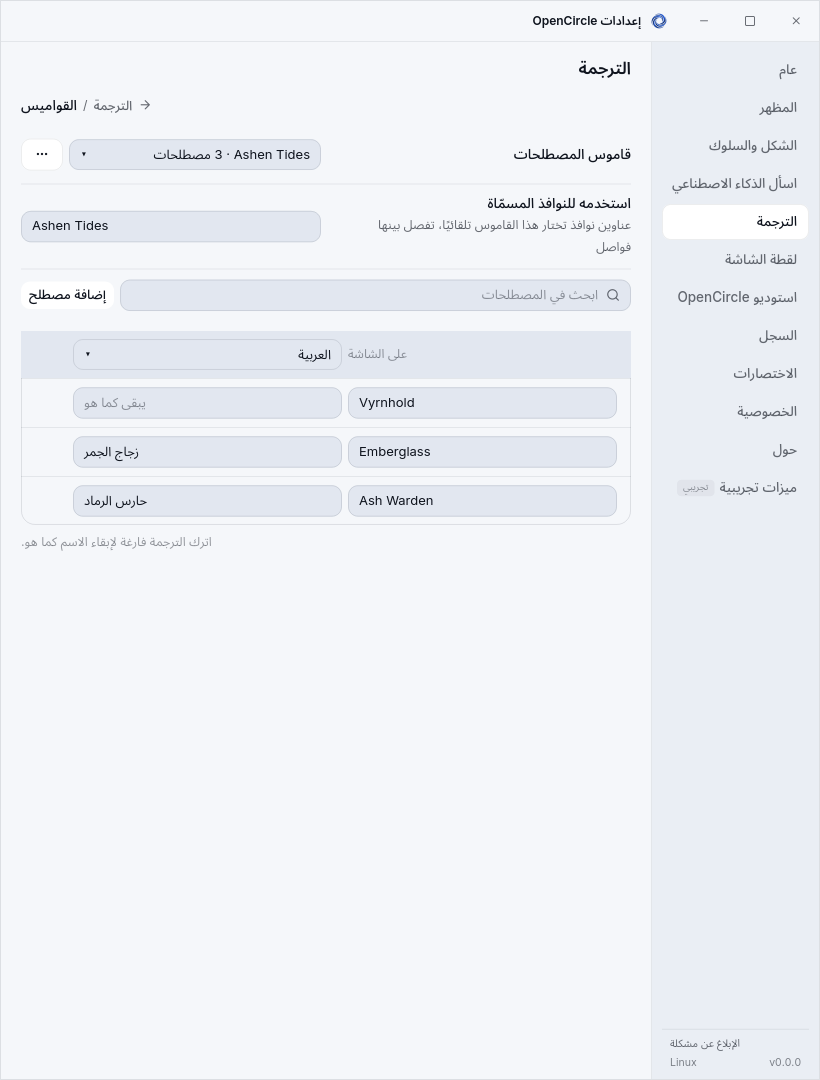 إعدادات OpenCircle
عام
المظهر
الشكل والسلوك
اسأل الذكاء الاصطناعي
الترجمة
لقطة الشاشة
استوديو OpenCircle
السجل
الاختصارات
الخصوصية
حول
ميزات تجريبية تجريبي
الإبلاغ عن مشكلة
v0.0.0 Linux
الترجمة
الترجمة / القواميس
قاموس المصطلحات
Ashen Tides · 3 مصطلحات
استخدمه للنوافذ المسمّاة
عناوين نوافذ تختار هذا القاموس تلقائيًا، تفصل بينها
فواصل
Ashen Tides
ابحث في المصطلحات
إضافة مصطلح
على الشاشة
العربية
Vyrnhold
يبقى كما هو
Emberglass
زجاج الجمر
Ash Warden
حارس الرماد
اترك الترجمة فارغة لإبقاء الاسم كما هو.